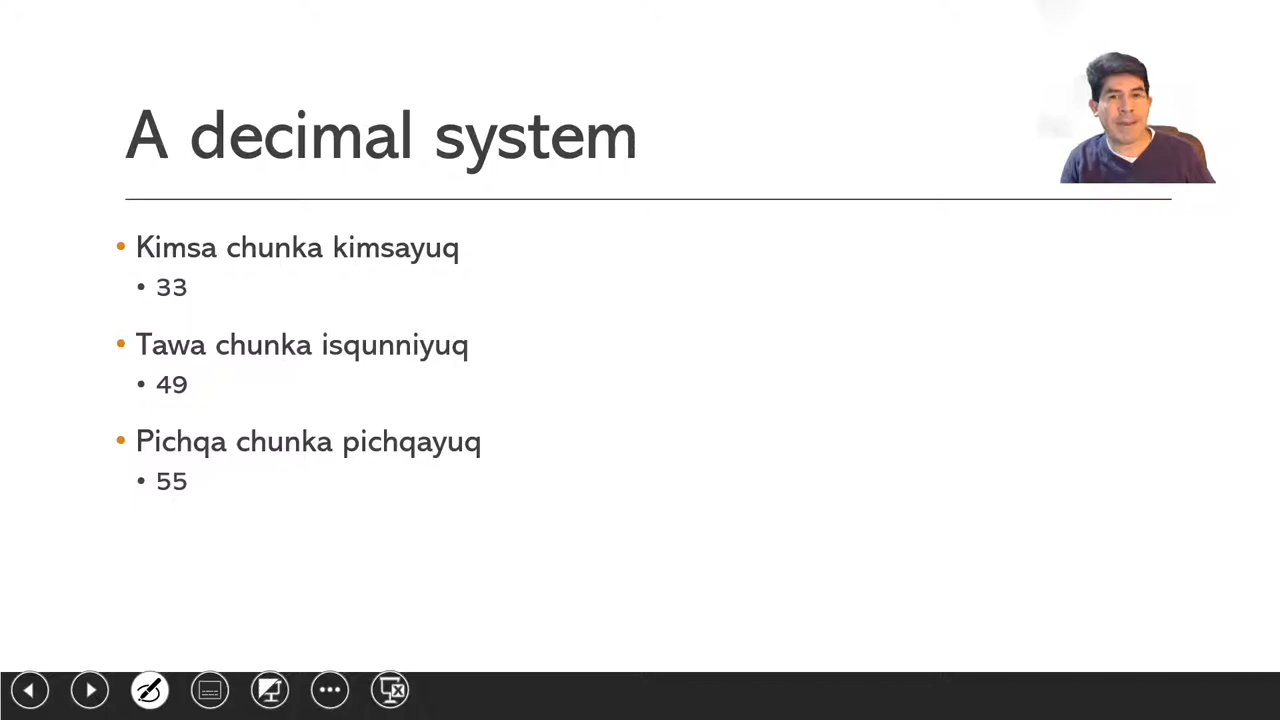 A decimal system
• Kimsa chunka kimsayuq
• 33
• Tawa chunka isqunniyuq
• 49
• Pichqa chunka pichqayuq
• 55